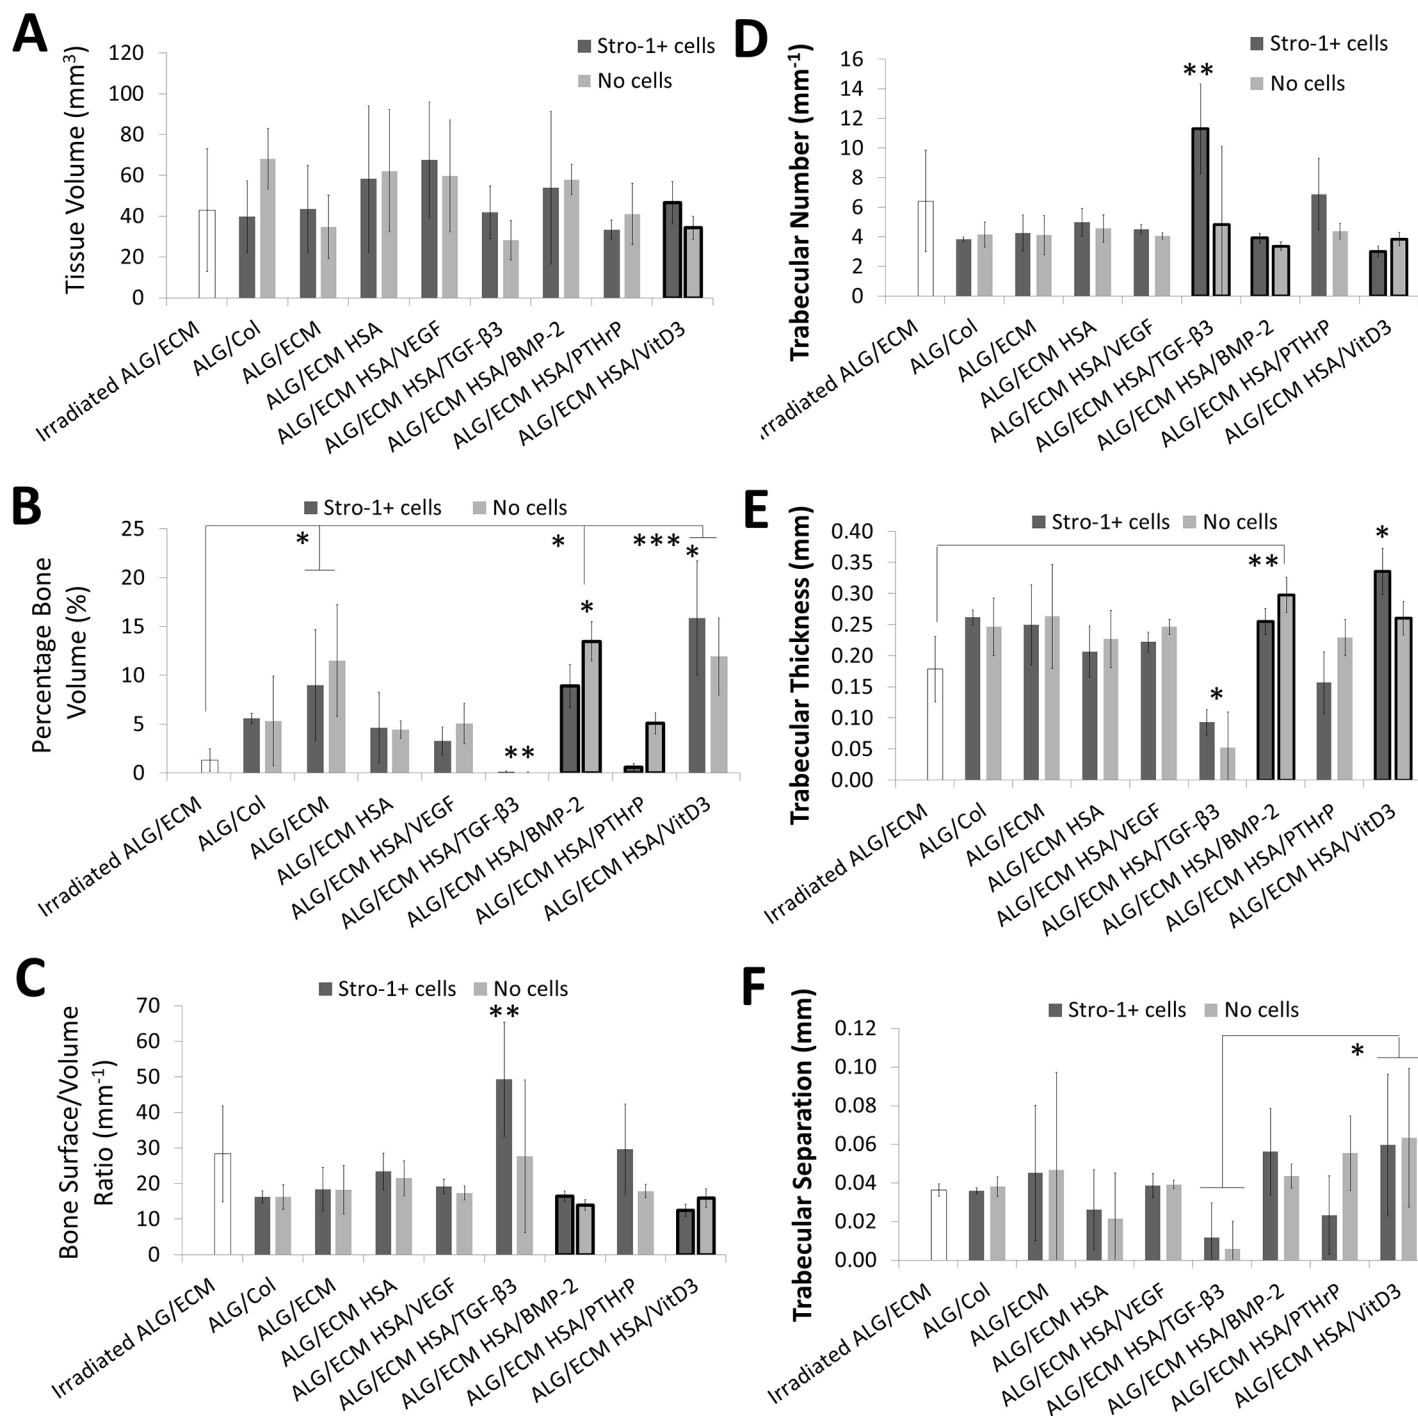 A
Stro-1+ cells
No cells
Tissue Volume (mm³)
120
100
80
60
40
20
0
Irradiated ALG/ECM
ALG/Col
ALG/ECM
ALG/ECM HSA
ALG/ECM HSA/VEGF
ALG/ECM HSA/TGF-β3
ALG/ECM HSA/BMP-2
ALG/ECM HSA/PTHrP
ALG/ECM HSA/VitD3
D
Stro-1+ cells
No cells
Trabecular Number (mm⁻¹)
16
14
12
10
8
6
4
2
0
**
rradiated ALG/ECM
ALG/Col
ALG/ECM
ALG/ECM HSA
ALG/ECM HSA/VEGF
ALG/ECM HSA/TGF-β3
ALG/ECM HSA/BMP-2
ALG/ECM HSA/PTHrP
ALG/ECM HSA/VitD3
B
Stro-1+ cells
No cells
Percentage Bone
Volume (%)
25
20
15
10
5
0
*
*
***
*
*
**
Irradiated ALG/ECM
ALG/Col
ALG/ECM
ALG/ECM HSA
ALG/ECM HSA/VEGF
ALG/ECM HSA/TGF-β3
ALG/ECM HSA/BMP-2
ALG/ECM HSA/PTHrP
ALG/ECM HSA/VitD3
E
Stro-1+ cells
No cells
Trabecular Thickness (mm)
0.40
0.35
0.30
0.25
0.20
0.15
0.10
0.05
0.00
**
*
*
Irradiated ALG/ECM
ALG/Col
ALG/ECM
ALG/ECM HSA
ALG/ECM HSA/VEGF
ALG/ECM HSA/TGF-β3
ALG/ECM HSA/BMP-2
ALG/ECM HSA/PTHrP
ALG/ECM HSA/VitD3
C
Stro-1+ cells
No cells
Bone Surface/Volume
Ratio (mm⁻¹)
70
60
50
40
30
20
10
0
**
Irradiated ALG/ECM
ALG/Col
ALG/ECM
ALG/ECM HSA
ALG/ECM HSA/VEGF
ALG/ECM HSA/TGF-β3
ALG/ECM HSA/BMP-2
ALG/ECM HSA/PTHrP
ALG/ECM HSA/VitD3
F
Stro-1+ cells
No cells
Trabecular Separation (mm)
0.12
0.10
0.08
0.06
0.04
0.02
0.00
*
Irradiated ALG/ECM
ALG/Col
ALG/ECM
ALG/ECM HSA
ALG/ECM HSA/VEGF
ALG/ECM HSA/TGF-β3
ALG/ECM HSA/BMP-2
ALG/ECM HSA/PTHrP
ALG/ECM HSA/VitD3